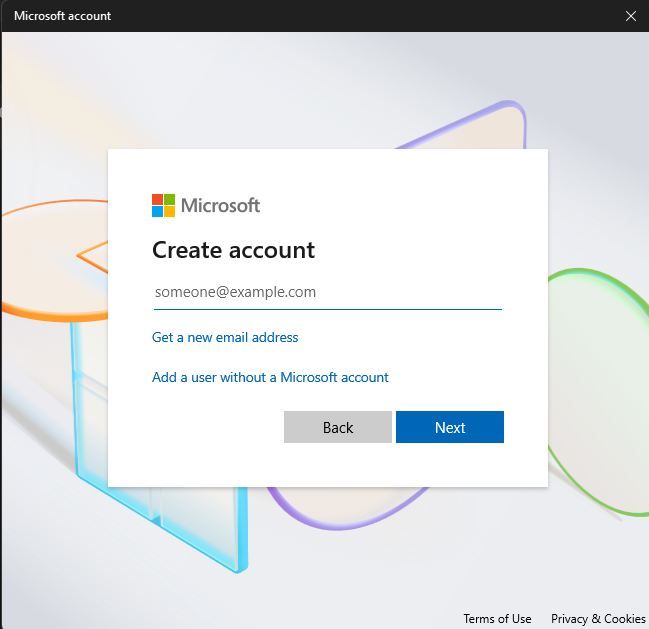 Microsoft account
Microsoft
Create account
someone@example.com
Get a new email address
Add a user without a Microsoft account
Back
Next
Terms of Use
Privacy & Cookies